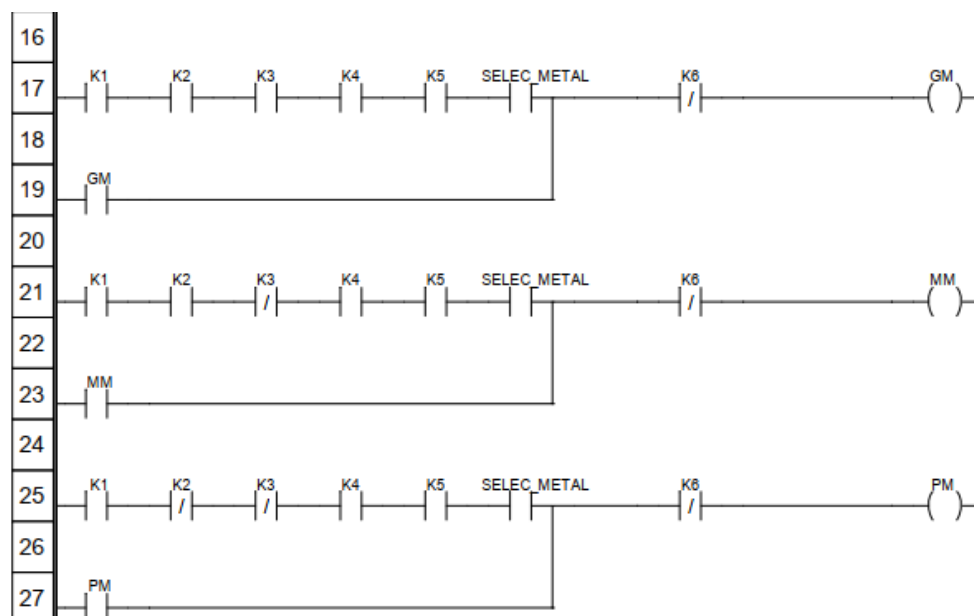 16
K1 K2 K3 K4 K5 SELEC_METAL K6 GM
17
/
18
GM
19
20
K1 K2 K3 K4 K5 SELEC_METAL K6 MM
21
/ /
22
MM
23
24
K1 K2 K3 K4 K5 SELEC_METAL K6 PM
25
/ / /
26
PM
27